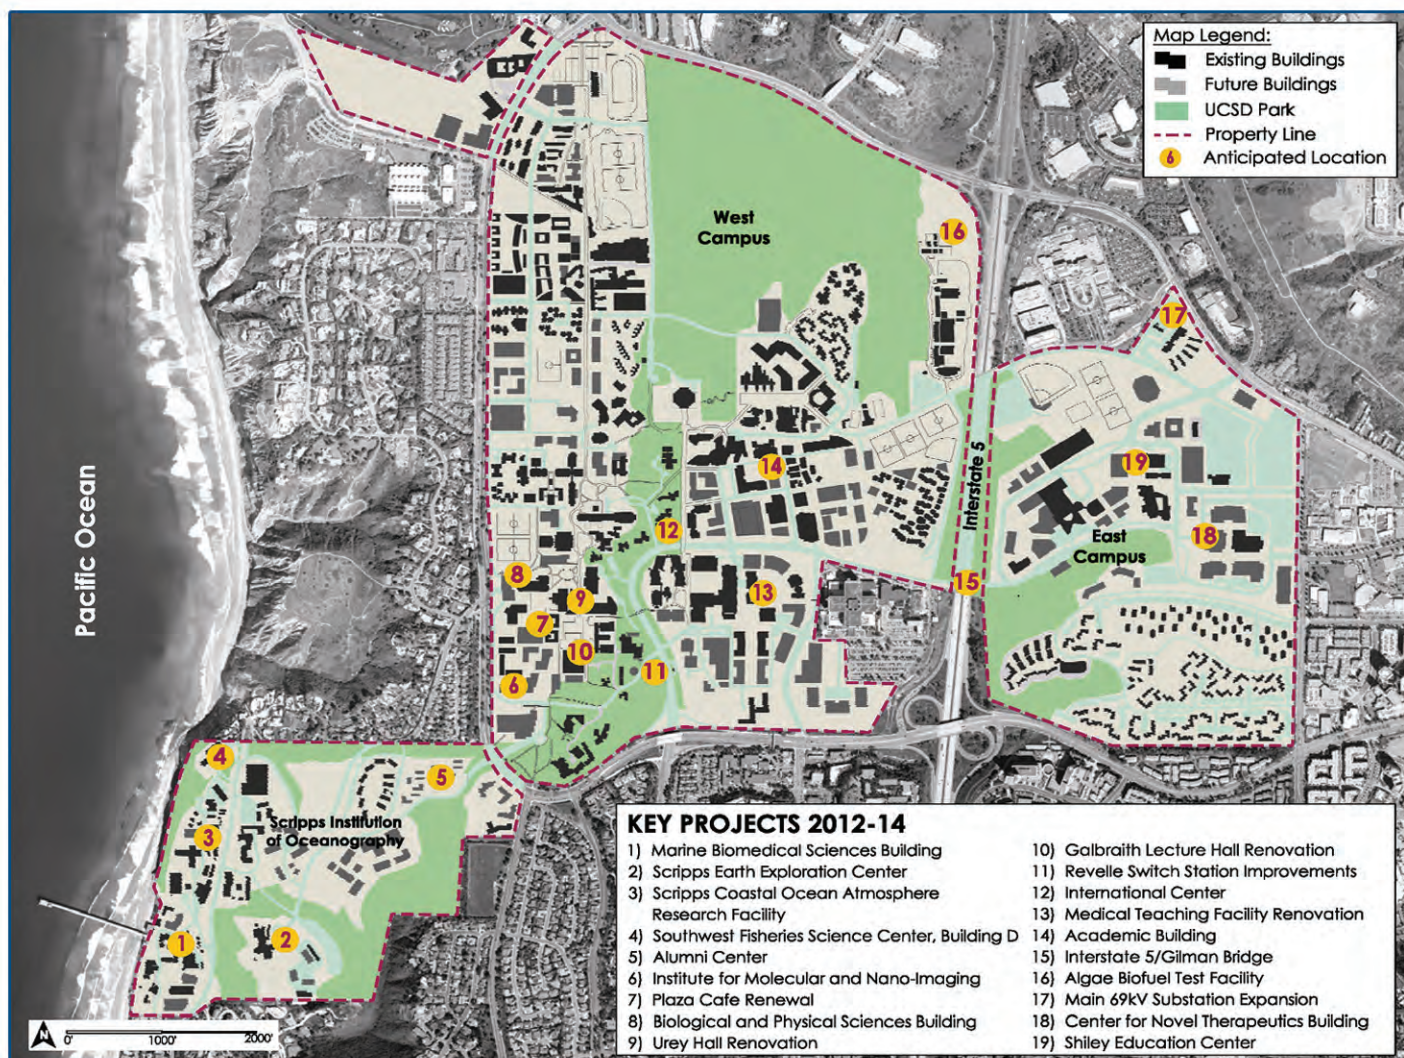 Map Legend:
Existing Buildings
Future Buildings
UCSD Park
Property Line
6 Anticipated Location
West
Campus
16
17
14
19
Interstate 5
12
18
East
Campus
8
15
9
13
7
10
11
6
Pacific Ocean
4
5
3
Scripps Institution
of Oceanography
1
2
N
0' 1000' 2000'
KEY PROJECTS 2012-14
1) Marine Biomedical Sciences Building
2) Scripps Earth Exploration Center
3) Scripps Coastal Ocean Atmosphere
Research Facility
4) Southwest Fisheries Science Center, Building D
5) Alumni Center
6) Institute for Molecular and Nano-Imaging
7) Plaza Cafe Renewal
8) Biological and Physical Sciences Building
9) Urey Hall Renovation
10) Galbraith Lecture Hall Renovation
11) Revelle Switch Station Improvements
12) International Center
13) Medical Teaching Facility Renovation
14) Academic Building
15) Interstate 5/Gilman Bridge
16) Algae Biofuel Test Facility
17) Main 69kV Substation Expansion
18) Center for Novel Therapeutics Building
19) Shiley Education Center